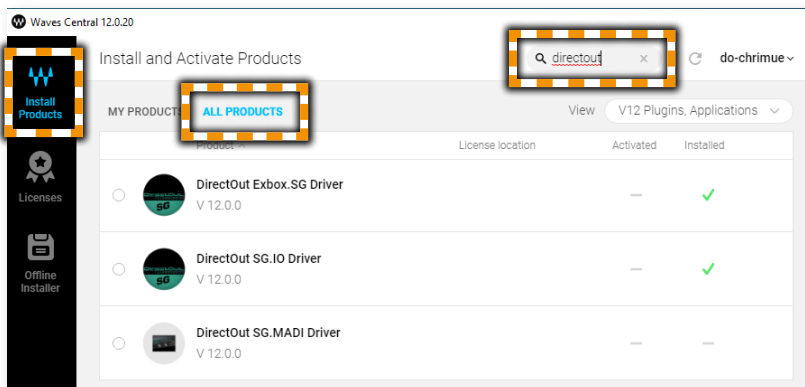 Waves Central 12.0.20
Install and Activate Products
directout
do-chrimue
Install
Products
MY PRODUCTS
ALL PRODUCTS
View
V12 Plugins, Applications
Product
License location
Activated
Installed
Licenses
Offline
Installer
SG
DirectOut Exbox.SG Driver
V 12.0.0
SG
DirectOut SG.IO Driver
V 12.0.0
DirectOut SG.MADI Driver
V 12.0.0